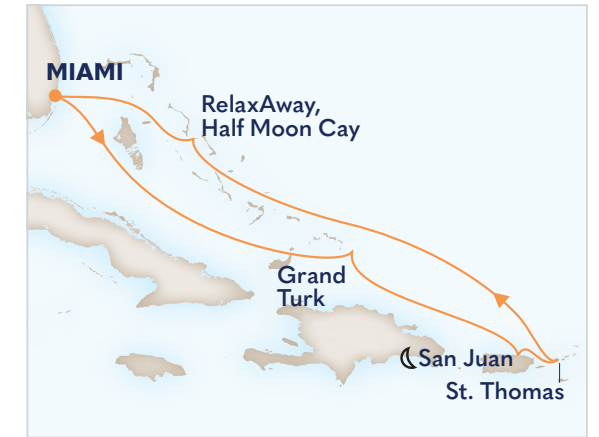 MIAMI
RelaxAway,
Half Moon Cay
Grand
Turk
San Juan
St. Thomas